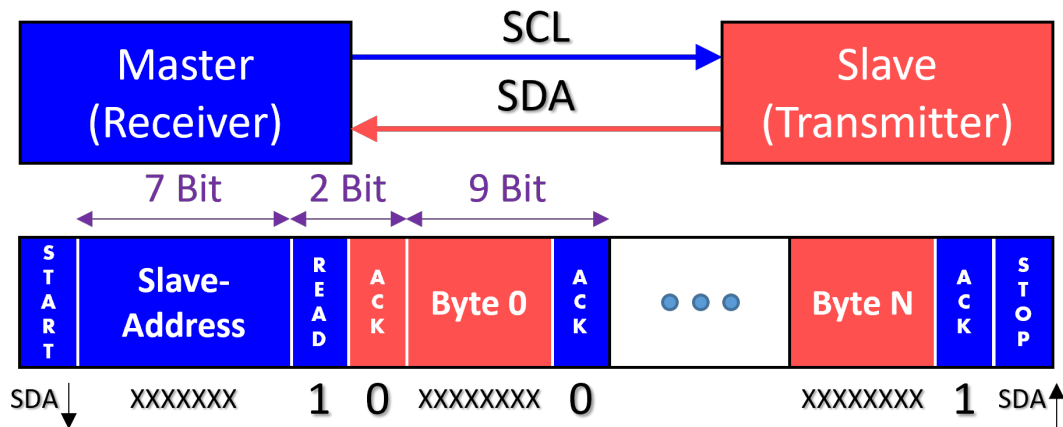 Master
(Receiver)
SCL
SDA
Slave
(Transmitter)
7 Bit
2 Bit
9 Bit
START
Slave-
Address
READ
ACK
Byte 0
ACK
Byte N
ACK
STOP
SDA
XXXXXXX
1
0
XXXXXXXX
0
XXXXXXXX
1
SDA